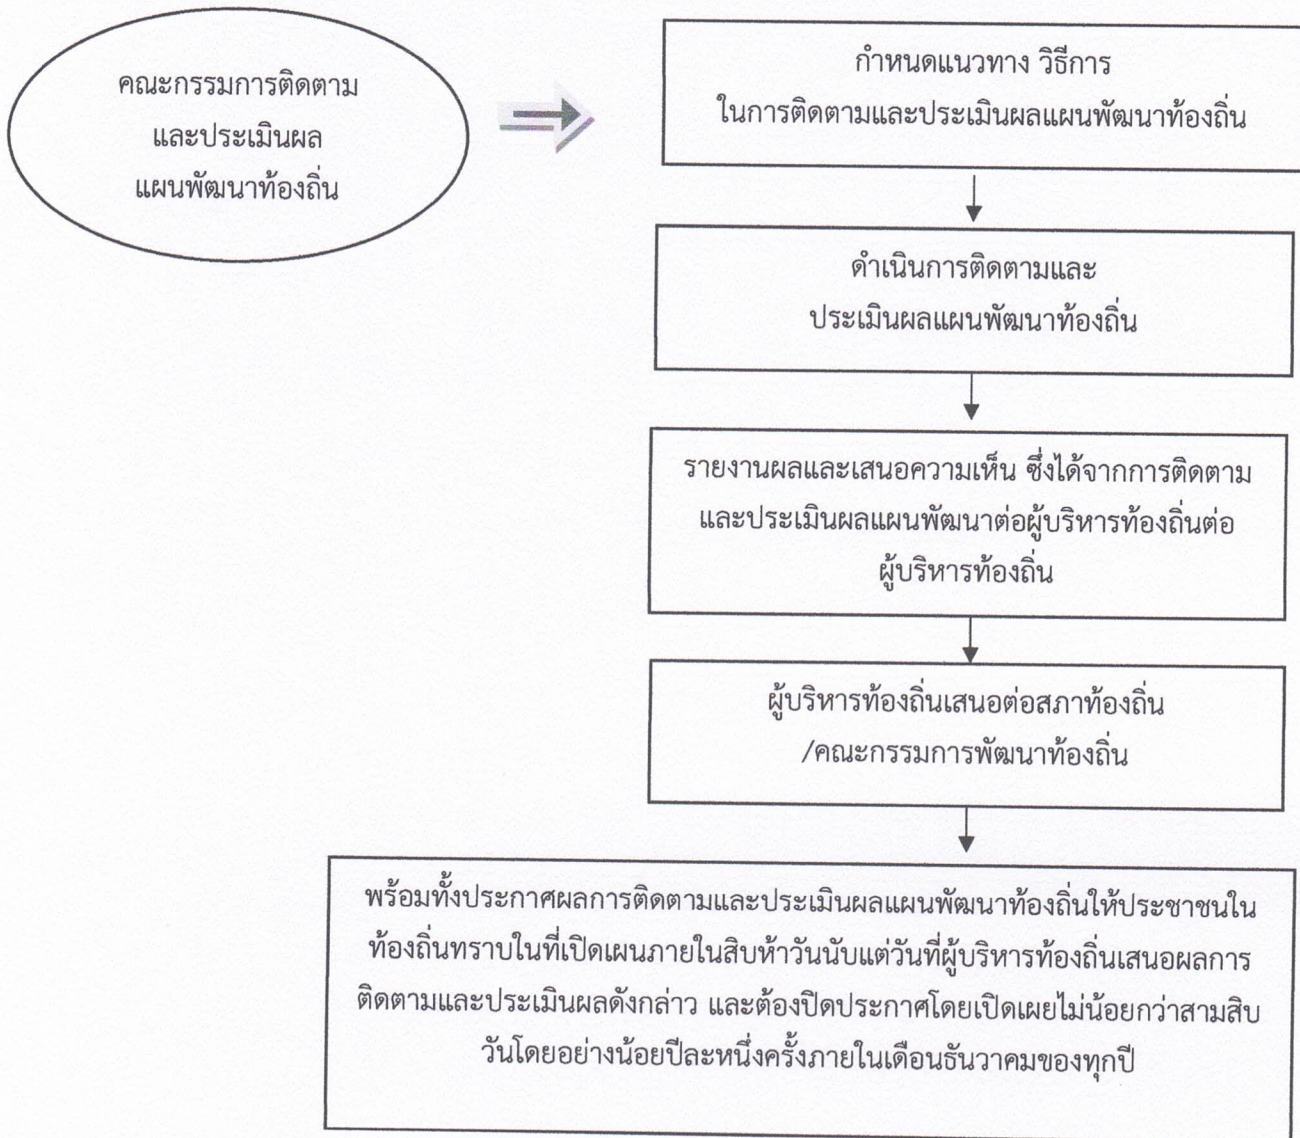 คณะกรรมการติดตาม
และประเมินผล
แผนพัฒนาท้องถิ่น
กำหนดแนวทาง วิธีการ
ในการติดตามและประเมินผลแผนพัฒนาท้องถิ่น
ดำเนินการติดตามและ
ประเมินผลแผนพัฒนาท้องถิ่น
รายงานผลและเสนอความเห็น ซึ่งได้จากการติดตาม
และประเมินผลแผนพัฒนาต่อผู้บริหารท้องถิ่นต่อ
ผู้บริหารท้องถิ่น
ผู้บริหารท้องถิ่นเสนอต่อสภาท้องถิ่น
/คณะกรรมการพัฒนาท้องถิ่น
พร้อมทั้งประกาศผลการติดตามและประเมินผลแผนพัฒนาท้องถิ่นให้ประชาชนใน
ท้องถิ่นทราบในที่เปิดเผนภายในสิบห้าวันนับแต่วันที่ผู้บริหารท้องถิ่นเสนอผลการ
ติดตามและประเมินผลดังกล่าว และต้องปิดประกาศโดยเปิดเผยไม่น้อยกว่าสามสิบ
วันโดยอย่างน้อยปีละหนึ่งครั้งภายในเดือนธันวาคมของทุกปี